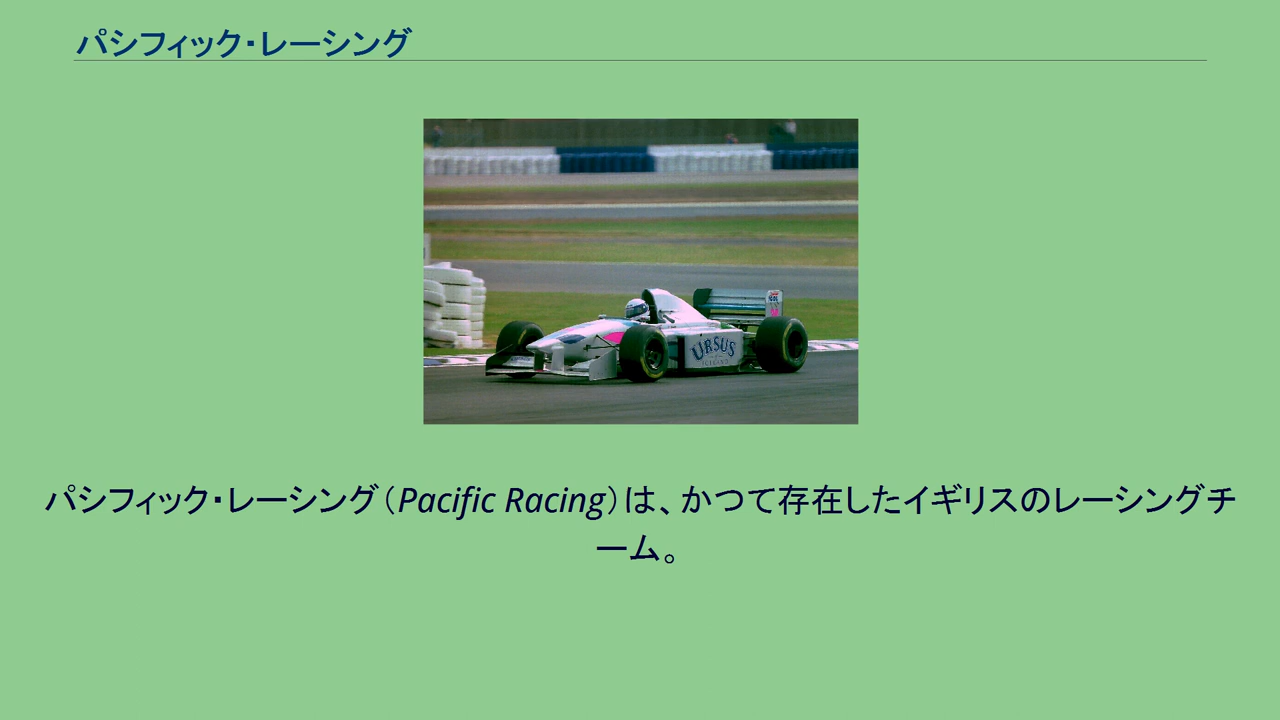 パシフィック・レーシング
URSUS
パシフィック・レーシング（Pacific Racing）は、かつて存在したイギリスのレーシングチ
ーム。